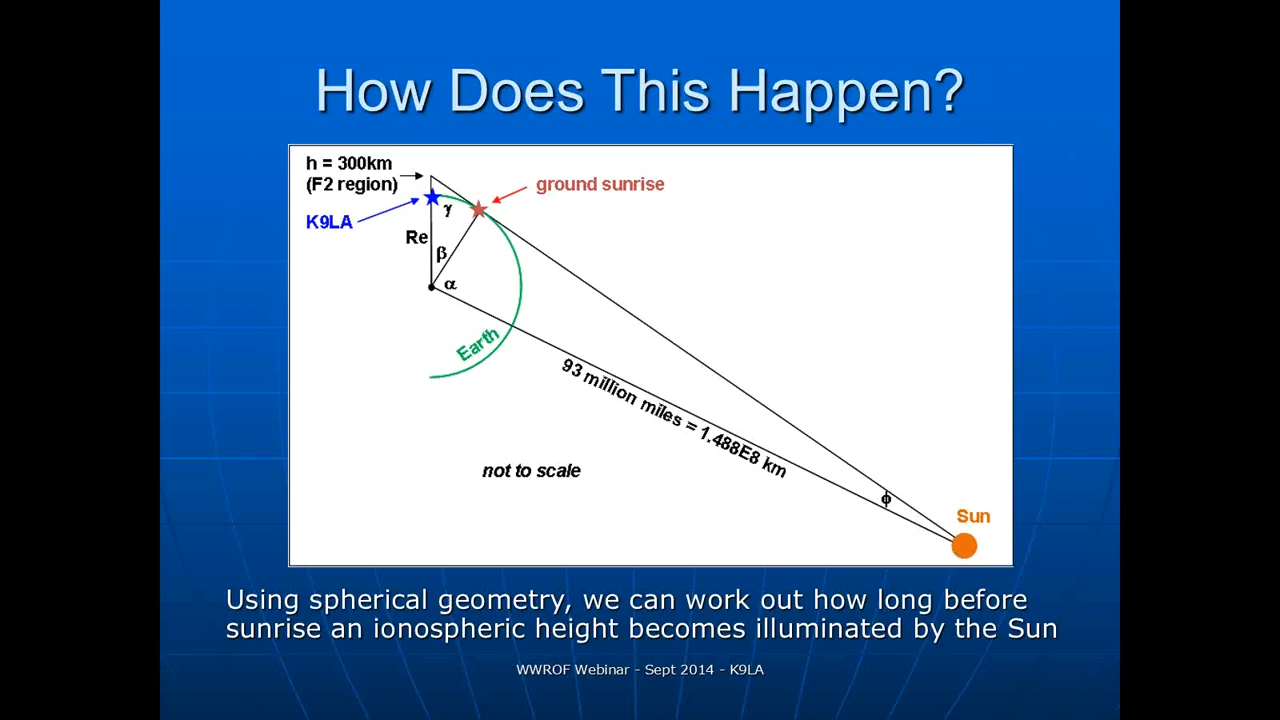 How Does This Happen?
h = 300km
(F2 region)
ground sunrise
K9LA
γ
Re
β
α
Earth
93 million miles = 1.488E8 km
not to scale
ϕ
Sun
Using spherical geometry, we can work out how long before
sunrise an ionospheric height becomes illuminated by the Sun
WWROF Webinar - Sept 2014 - K9LA